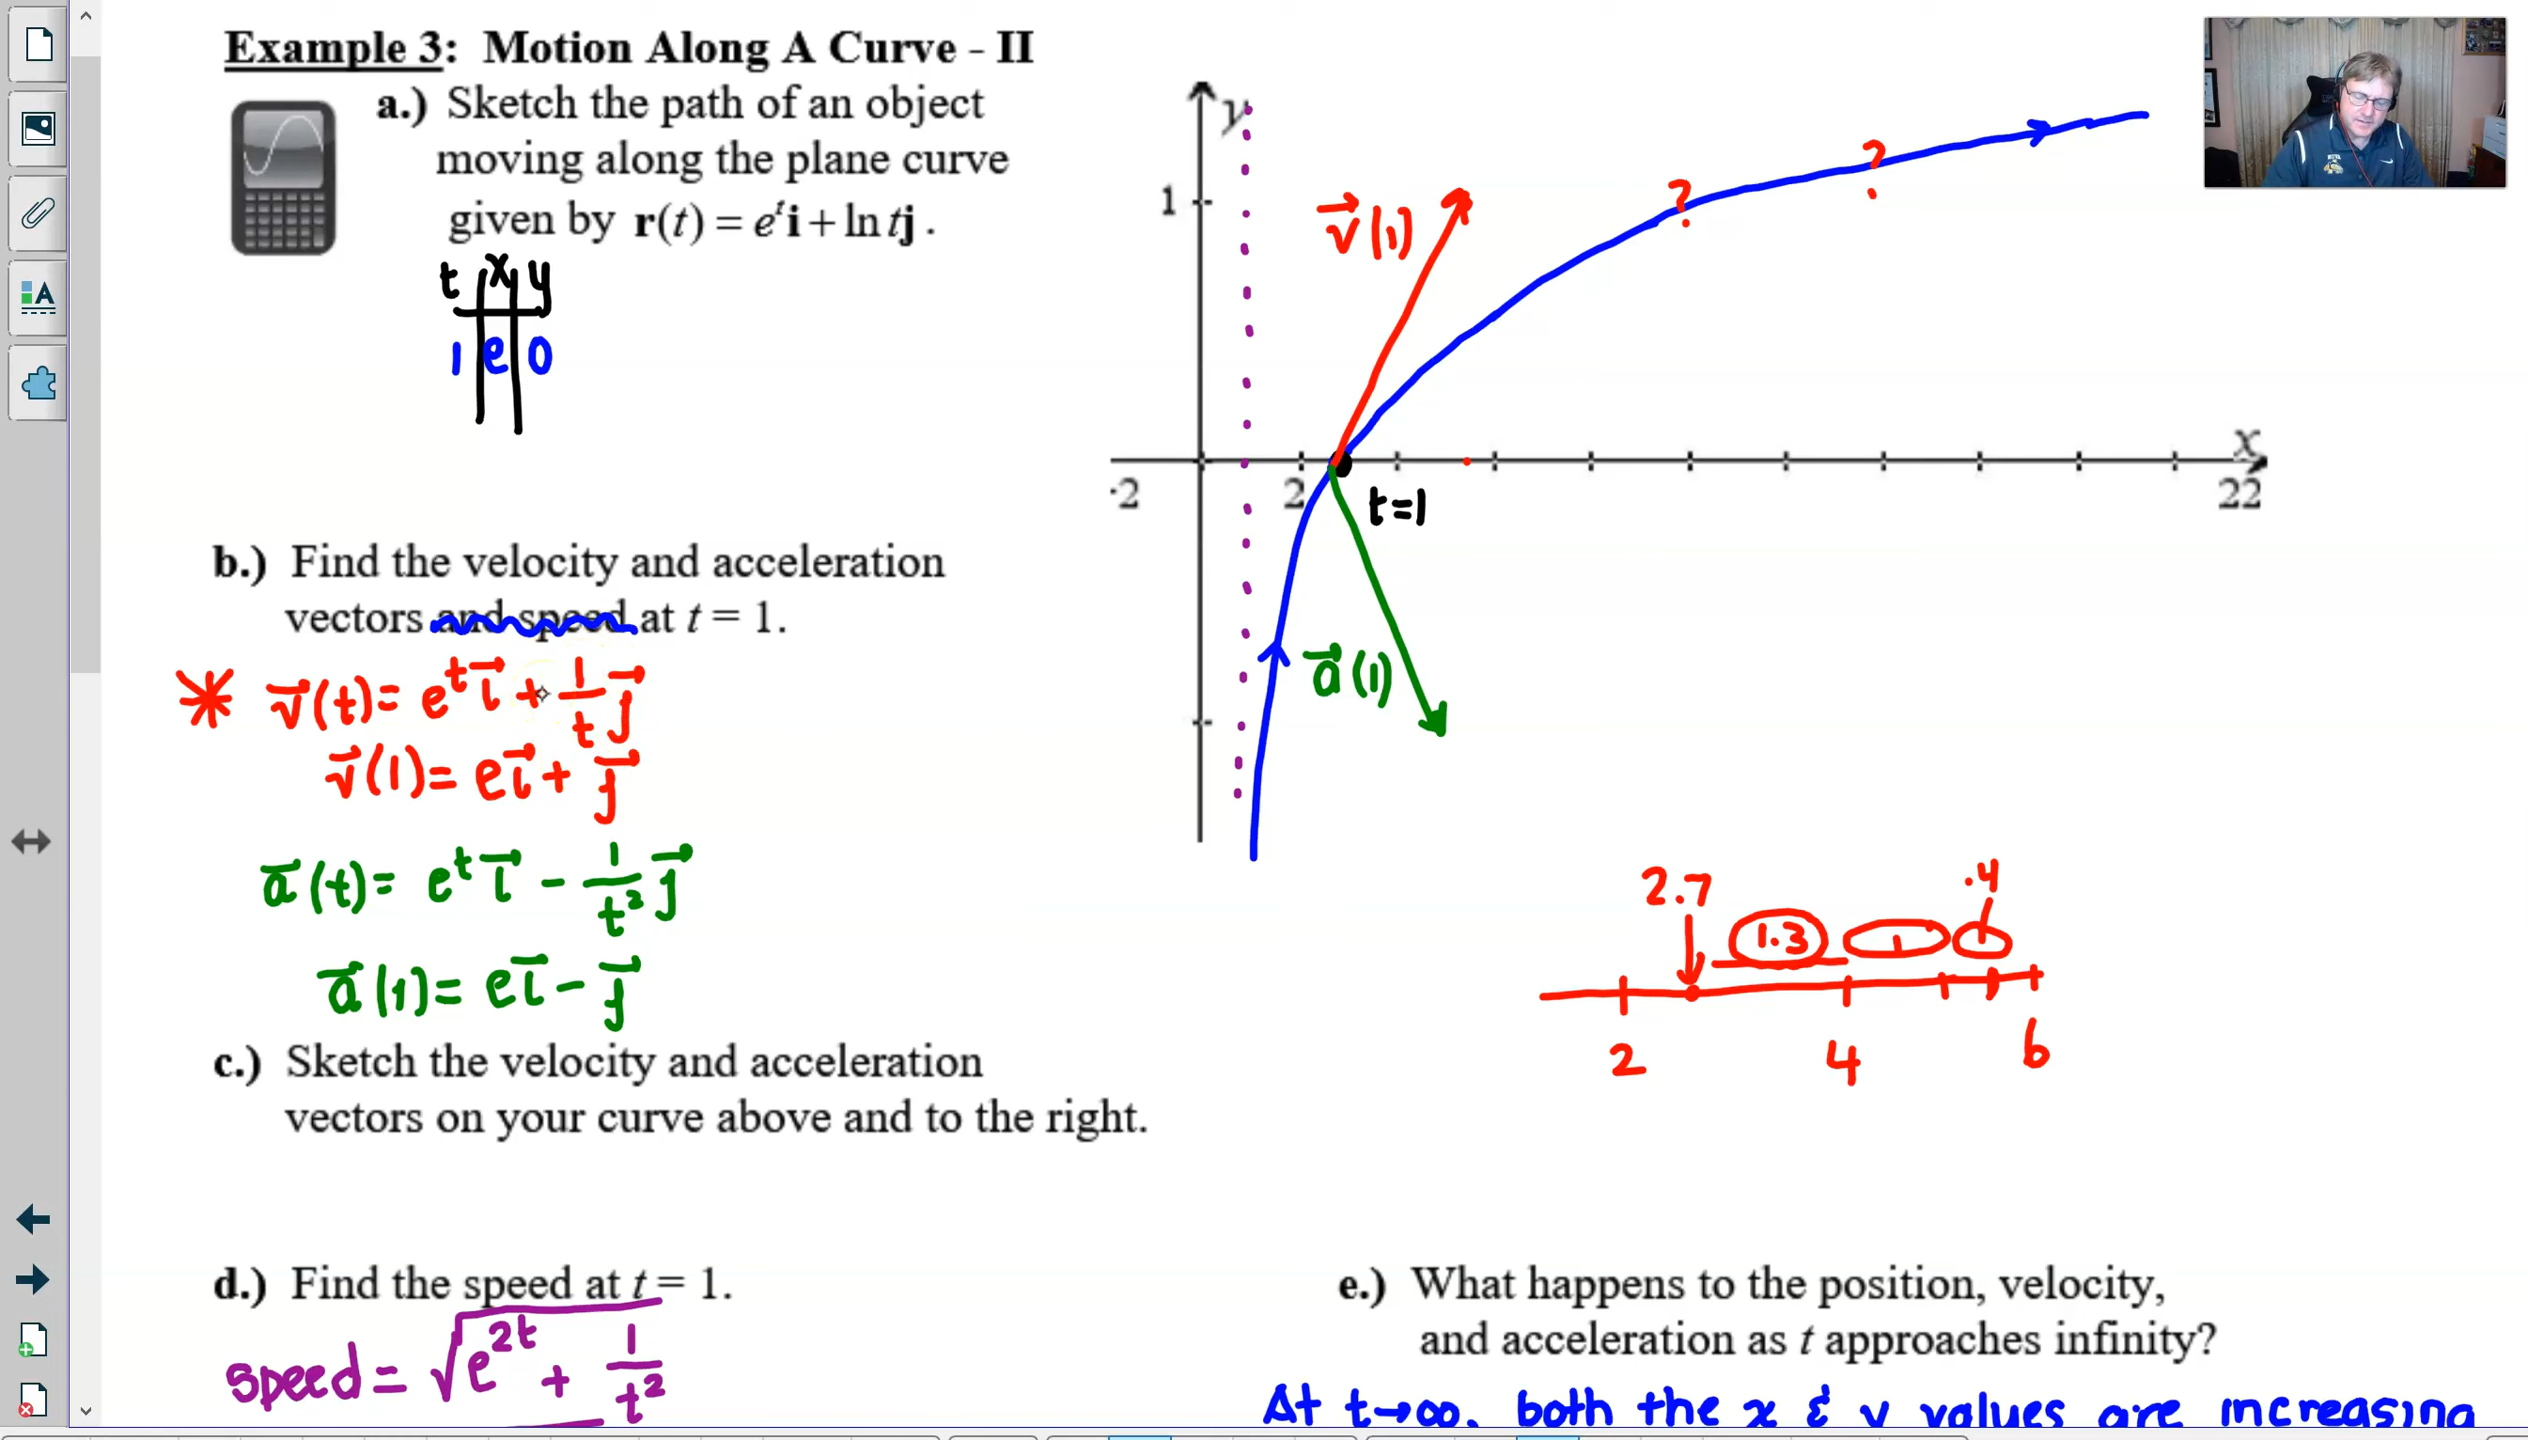 Example 3: Motion Along A Curve - II
a.) Sketch the path of an object
moving along the plane curve
given by r(t) = e^t i + ln t j .
t x y
1 e 0
b.) Find the velocity and acceleration
vectors and speed at t = 1.
v⃗(t) = e^t i⃗ + 1/t j⃗
v⃗(1) = e i⃗ + j⃗
a⃗(t) = e^t i⃗ − 1/t² j⃗
a⃗(1) = e i⃗ − j⃗
c.) Sketch the velocity and acceleration
vectors on your curve above and to the right.
d.) Find the speed at t = 1.
speed = √(e^2t + 1/t²)
y
1
v⃗(1)
?
?
x
-2
2
t=1
22
a⃗(1)
2.7
1.3
1
.4
2
4
6
e.) What happens to the position, velocity,
and acceleration as t approaches infinity?
At t→∞, both the x & y values are increasing